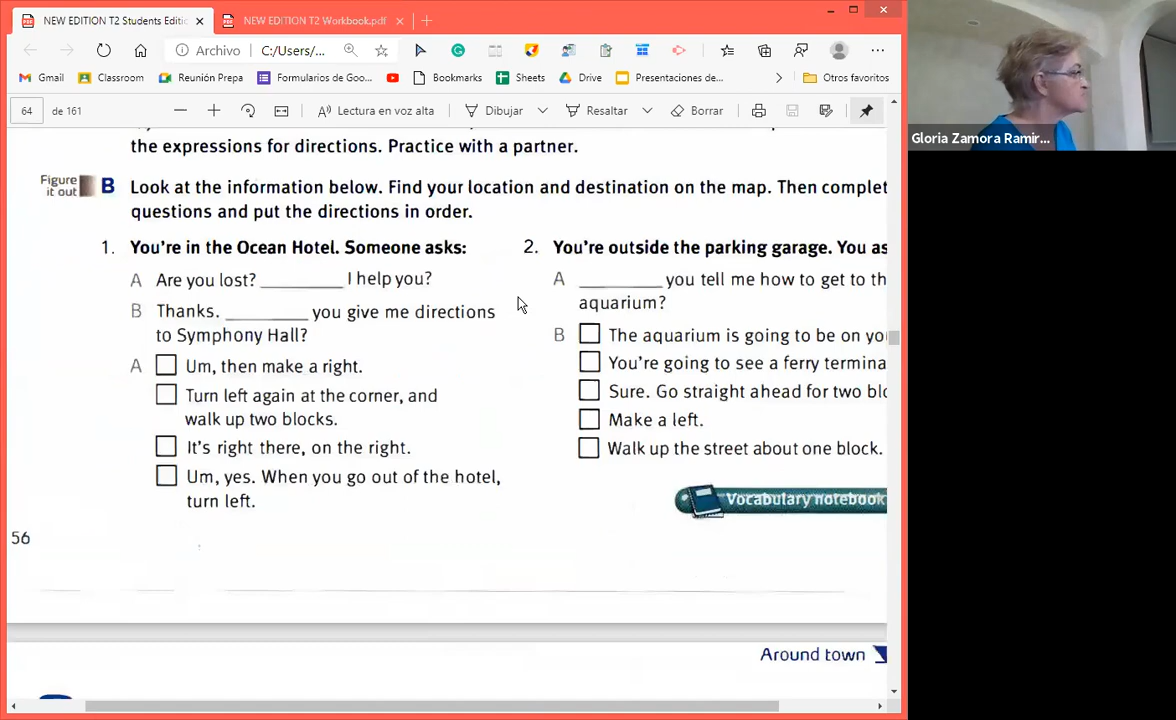 NEW EDITION T2 Students Editio
NEW EDITION T2 Workbook.pdf
Archivo
C:/Users/...
Gmail
Classroom
Reunión Prepa
Formularios de Goo...
Bookmarks
Sheets
Drive
Presentaciones de...
Otros favoritos
64
de 161
Lectura en voz alta
Dibujar
Resaltar
Borrar
Gloria Zamora Ramir...
the expressions for directions. Practice with a partner.
Figure
it out
B
Look at the information below. Find your location and destination on the map. Then complet
questions and put the directions in order.
1. You're in the Ocean Hotel. Someone asks:
A Are you lost? ________ I help you?
B Thanks. ________ you give me directions
to Symphony Hall?
A Um, then make a right.
Turn left again at the corner, and
walk up two blocks.
It's right there, on the right.
Um, yes. When you go out of the hotel,
turn left.
2. You're outside the parking garage. You as
A ________ you tell me how to get to th
aquarium?
B The aquarium is going to be on yo
You're going to see a ferry termina
Sure. Go straight ahead for two blo
Make a left.
Walk up the street about one block.
Vocabulary notebook
56
Around town